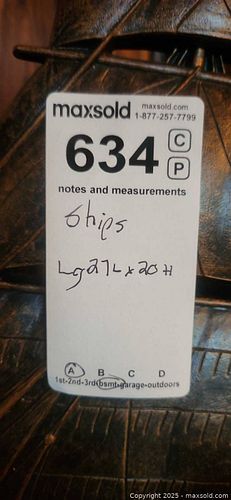 maxsold maxsold.com
1-877-257-7799
634 C
P
notes and measurements
Ships
Lg 27L x 20H
A B C D
1st-2nd-3rd-bsmt-garage-outdoors
Copyright 2025 - maxsold.com